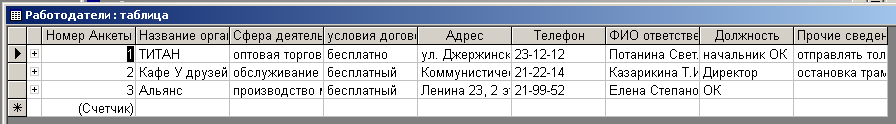 Работодатели : таблица
Номер Анкеты Название орган Сфера деятель условия догово Адрес Телефон ФИО ответстве Должность Прочие сведен
1 ТИТАН оптовая торгов бесплатно ул. Джержинск 23-12-12 Потанина Свет. начальник ОК отправлять тол
2 Кафе У друзей обслуживание бесплатный Коммунистичес 21-22-14 Казарикина Т.И Директор остановка трам
3 Альянс производство м бесплатный Ленина 23, 2 эт 21-99-52 Елена Степано ОК
(Счетчик)